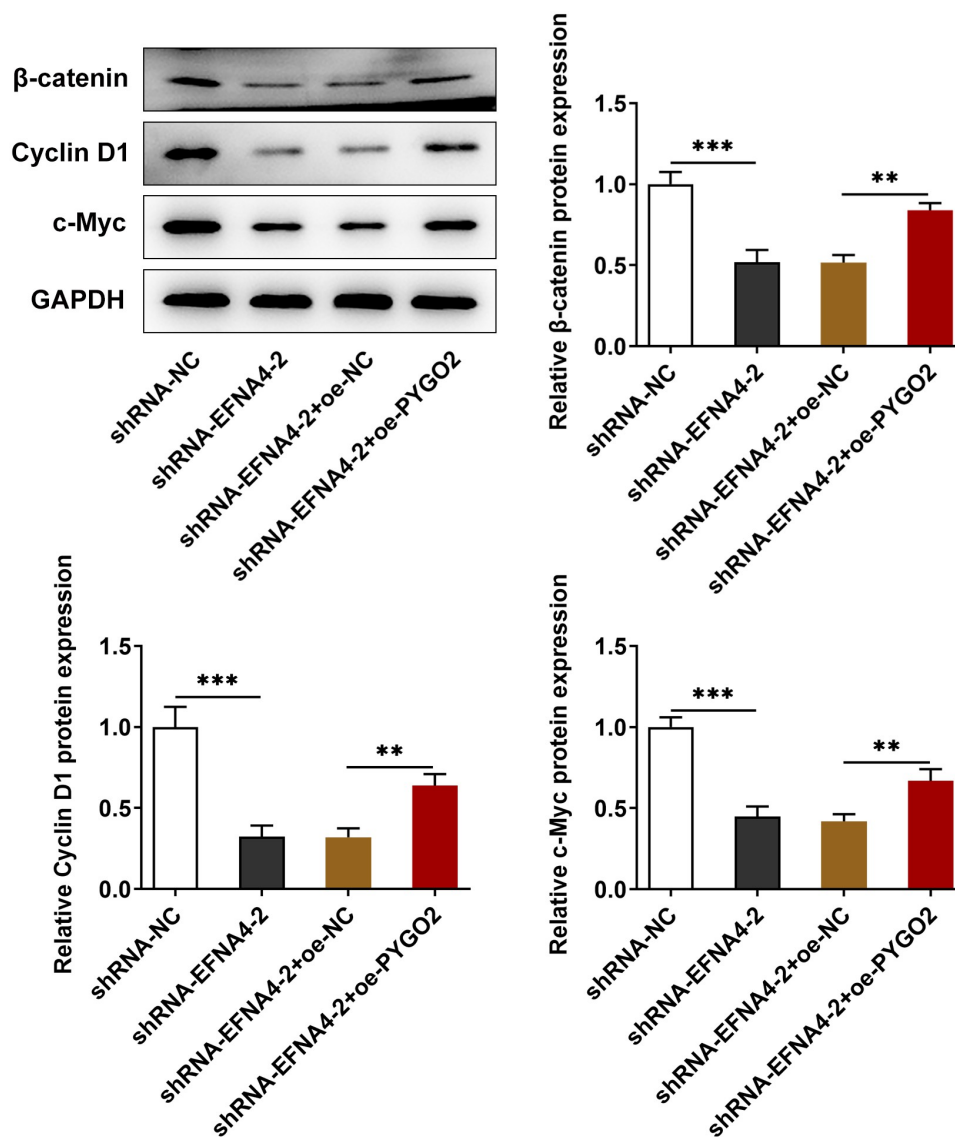 β-catenin
Cyclin D1
c-Myc
GAPDH
shRNA-NC
shRNA-EFNA4-2
shRNA-EFNA4-2+oe-NC
shRNA-EFNA4-2+oe-PYGO2
Relative β-catenin protein expression
1.5
1.0
0.5
0.0
***
**
shRNA-NC
shRNA-EFNA4-2
shRNA-EFNA4-2+oe-NC
shRNA-EFNA4-2+oe-PYGO2
Relative Cyclin D1 protein expression
1.5
1.0
0.5
0.0
***
**
shRNA-NC
shRNA-EFNA4-2
shRNA-EFNA4-2+oe-NC
shRNA-EFNA4-2+oe-PYGO2
Relative c-Myc protein expression
1.5
1.0
0.5
0.0
***
**
shRNA-NC
shRNA-EFNA4-2
shRNA-EFNA4-2+oe-NC
shRNA-EFNA4-2+oe-PYGO2